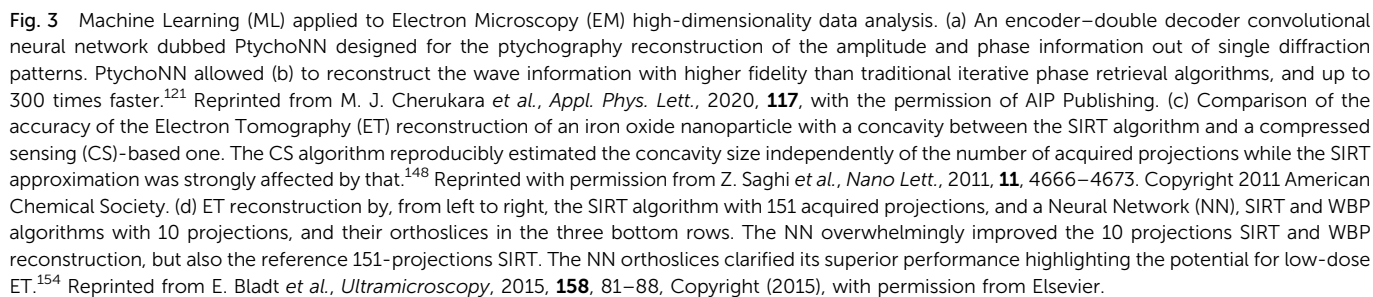 Fig. 3 Machine Learning (ML) applied to Electron Microscopy (EM) high-dimensionality data analysis. (a) An encoder–double decoder convolutional
neural network dubbed PtychoNN designed for the ptychography reconstruction of the amplitude and phase information out of single diffraction
patterns. PtychoNN allowed (b) to reconstruct the wave information with higher fidelity than traditional iterative phase retrieval algorithms, and up to
300 times faster.121 Reprinted from M. J. Cherukara et al., Appl. Phys. Lett., 2020, 117, with the permission of AIP Publishing. (c) Comparison of the
accuracy of the Electron Tomography (ET) reconstruction of an iron oxide nanoparticle with a concavity between the SIRT algorithm and a compressed
sensing (CS)-based one. The CS algorithm reproducibly estimated the concavity size independently of the number of acquired projections while the SIRT
approximation was strongly affected by that.148 Reprinted with permission from Z. Saghi et al., Nano Lett., 2011, 11, 4666–4673. Copyright 2011 American
Chemical Society. (d) ET reconstruction by, from left to right, the SIRT algorithm with 151 acquired projections, and a Neural Network (NN), SIRT and WBP
algorithms with 10 projections, and their orthoslices in the three bottom rows. The NN overwhelmingly improved the 10 projections SIRT and WBP
reconstruction, but also the reference 151-projections SIRT. The NN orthoslices clarified its superior performance highlighting the potential for low-dose
ET.154 Reprinted from E. Bladt et al., Ultramicroscopy, 2015, 158, 81–88, Copyright (2015), with permission from Elsevier.